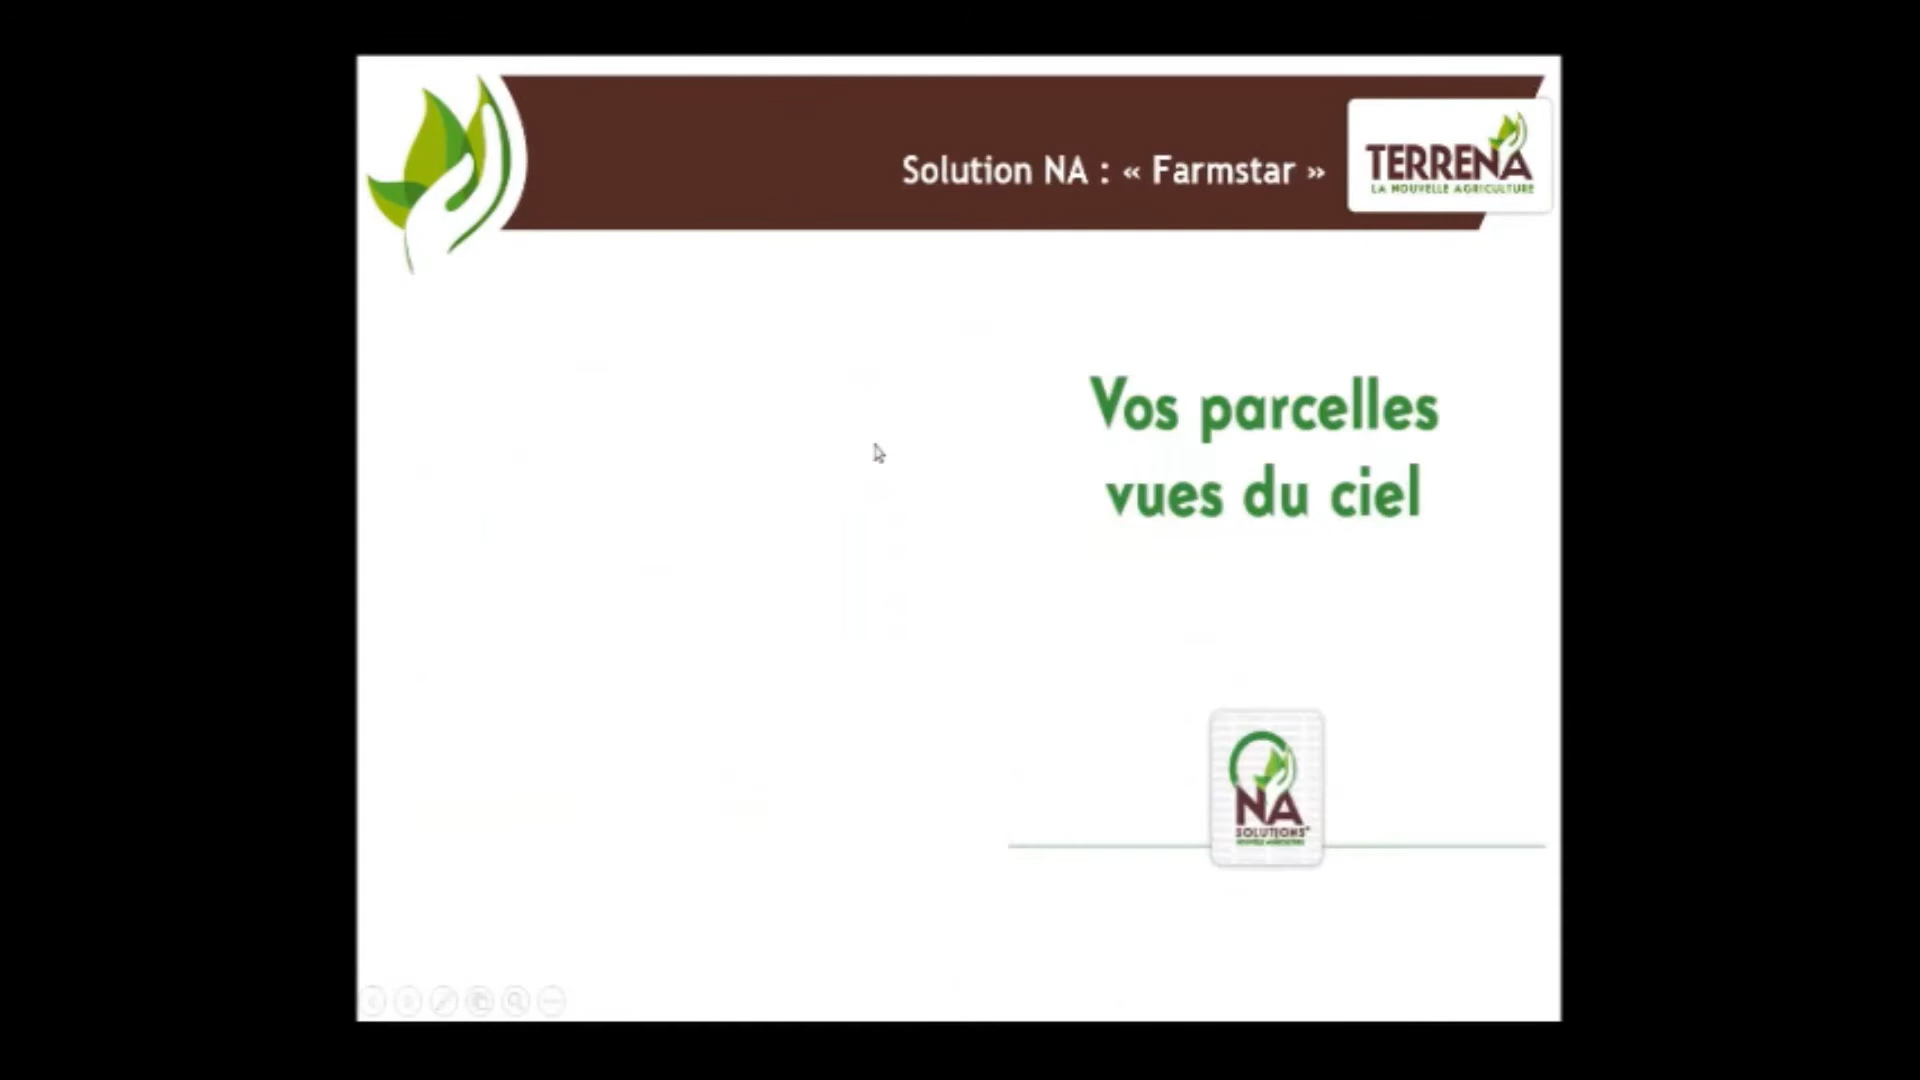 Solution NA : « Farmstar »
TERRENA
LA NOUVELLE AGRICULTURE
Vos parcelles
vues du ciel
NA
SOLUTIONS